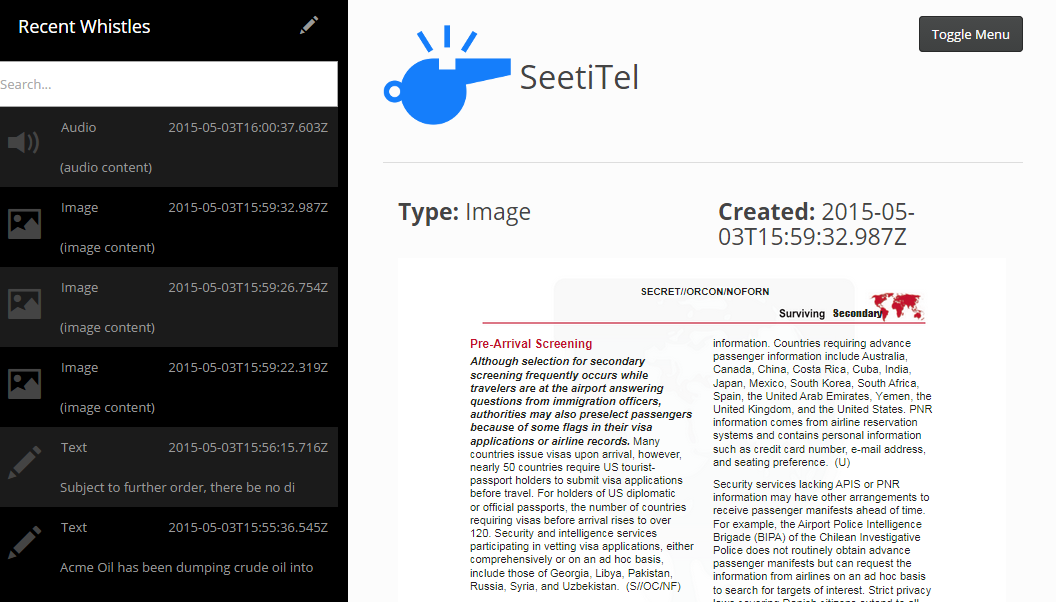 Recent Whistles
Search...
Audio 2015-05-03T16:00:37.603Z
(audio content)
Image 2015-05-03T15:59:32.987Z
(image content)
Image 2015-05-03T15:59:26.754Z
(image content)
Image 2015-05-03T15:59:22.319Z
(image content)
Text 2015-05-03T15:56:15.716Z
Subject to further order, there be no di
Text 2015-05-03T15:55:36.545Z
Acme Oil has been dumping crude oil into
SeetiTel
Toggle Menu
Type: Image
Created: 2015-05-
03T15:59:32.987Z
SECRET//ORCON/NOFORN
Surviving Secondary
Pre-Arrival Screening
Although selection for secondary
screening frequently occurs while
travelers are at the airport answering
questions from immigration officers,
authorities may also preselect passengers
because of some flags in their visa
applications or airline records. Many
countries issue visas upon arrival, however,
nearly 50 countries require US tourist-
passport holders to submit visa applications
before travel. For holders of US diplomatic
or official passports, the number of countries
requiring visas before arrival rises to over
120. Security and intelligence services
participating in vetting visa applications, either
comprehensively or on an ad hoc basis,
include those of Georgia, Libya, Pakistan,
Russia, Syria, and Uzbekistan. (S//OC/NF)
information. Countries requiring advance
passenger information include Australia,
Canada, China, Costa Rica, Cuba, India,
Japan, Mexico, South Korea, South Africa,
Spain, the United Arab Emirates, Yemen, the
United Kingdom, and the United States. PNR
information comes from airline reservation
systems and contains personal information
such as credit card number, e-mail address,
and seating preference. (U)
Security services lacking APIS or PNR
information may have other arrangements to
receive passenger manifests ahead of time.
For example, the Airport Police Intelligence
Brigade (BIPA) of the Chilean Investigative
Police does not routinely obtain advance
passenger manifests but can request the
information from airlines on an ad hoc basis
to search for targets of interest. Strict privacy
laws covering Danish citizens extend to all